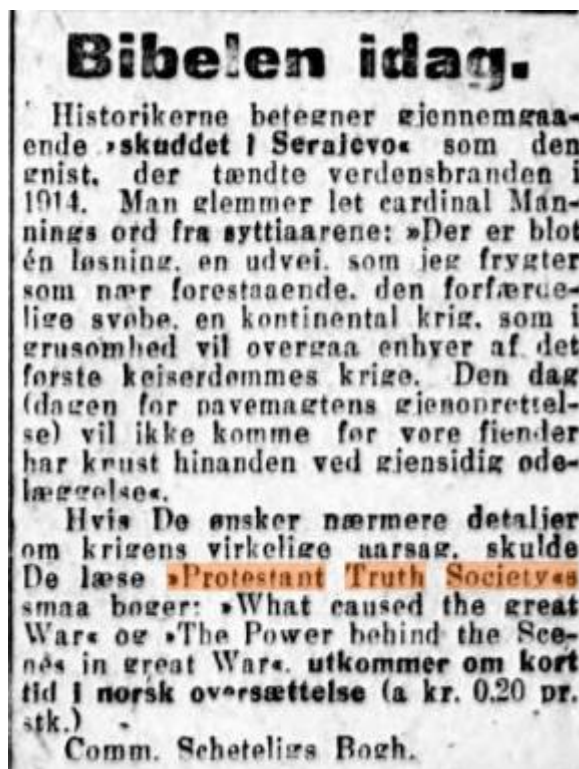 Bibelen idag.
Historikerne betegner gjennemgaa-
ende »skuddet i Serajevo« som den
gnist, der tændte verdensbranden i
1914. Man glemmer let cardinal Man-
nings ord fra syttiaarene: »Der er blot
én løsning, en udvei, som jeg frygter
som nær forestaaende, den forfærde-
lige svøbe, en kontinental krig, som i
grusomhed vil overgaa enhver af det
første keiserdømmes krige. Den dag
(dagen for pavemagtens gjenoprettel-
se) vil ikke komme før vore fiender
har knust hinanden ved gjensidig øde-
læggelse«.
Hvis De ønsker nærmere detaljer
om krigens virkelige aarsag, skulde
De læse »Protestant Truth Society«s
smaa bøger: »What caused the great
War« og »The Power behind the Sce-
nes in great War«, utkommer om kort
tid i norsk oversættelse (a kr. 0.20 pr.
stk.)
Comm. Scheteligs Bogh.